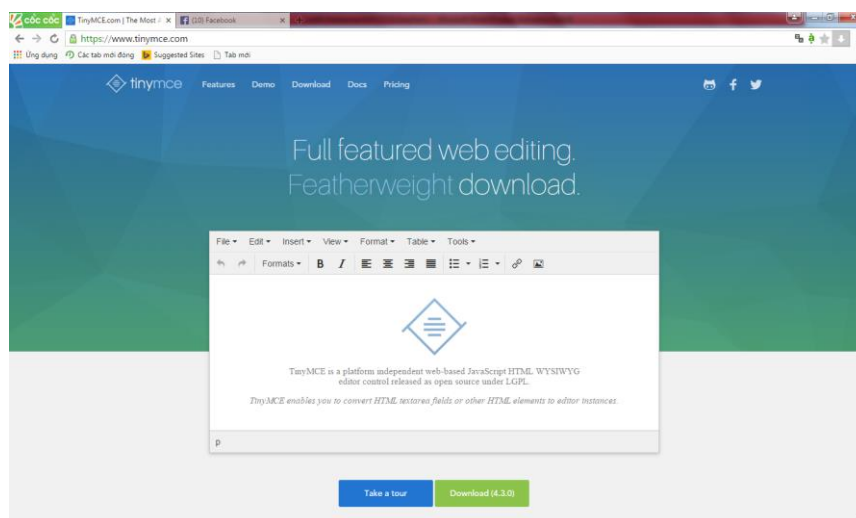 cốc cốc TinyMCE.com | The Most A (10) Facebook
https://www.tinymce.com
Ứng dụng Các tab mới đóng Suggested Sites Tab mới
tinymce Features Demo Download Docs Pricing
Full featured web editing.
Featherweight download.
File Edit Insert View Format Table Tools
Formats B I
TinyMCE is a platform independent web-based JavaScript HTML WYSIWYG
editor control released as open source under LGPL.
TinyMCE enables you to convert HTML textarea fields or other HTML elements to editor instances.
p
Take a tour Download (4.3.0)